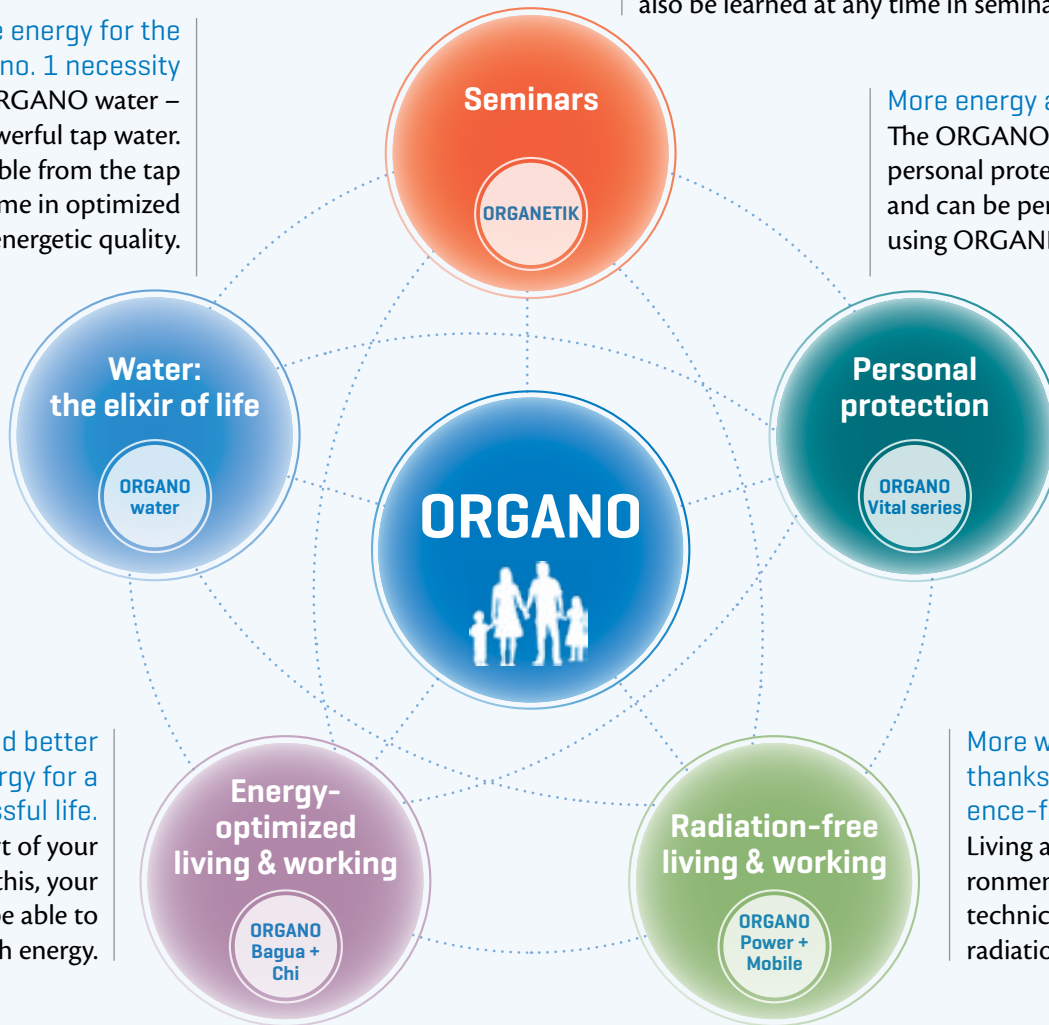 also be learned at any time in semina
e energy for the
no. 1 necessity
RGANO water –
werful tap water.
ble from the tap
me in optimized
energetic quality.
Seminars
ORGANETIK
More energy a
The ORGANO
personal prote
and can be per
using ORGANI
Water:
the elixir of life
ORGANO
water
Personal
protection
ORGANO
Vital series
ORGANO
d better
rgy for a
ssful life.
rt of your
this, your
be able to
h energy.
Energy-
optimized
living & working
ORGANO
Bagua +
Chi
Radiation-free
living & working
ORGANO
Power +
Mobile
More w
thanks
ence-f
Living a
ronmen
technic
radiatio